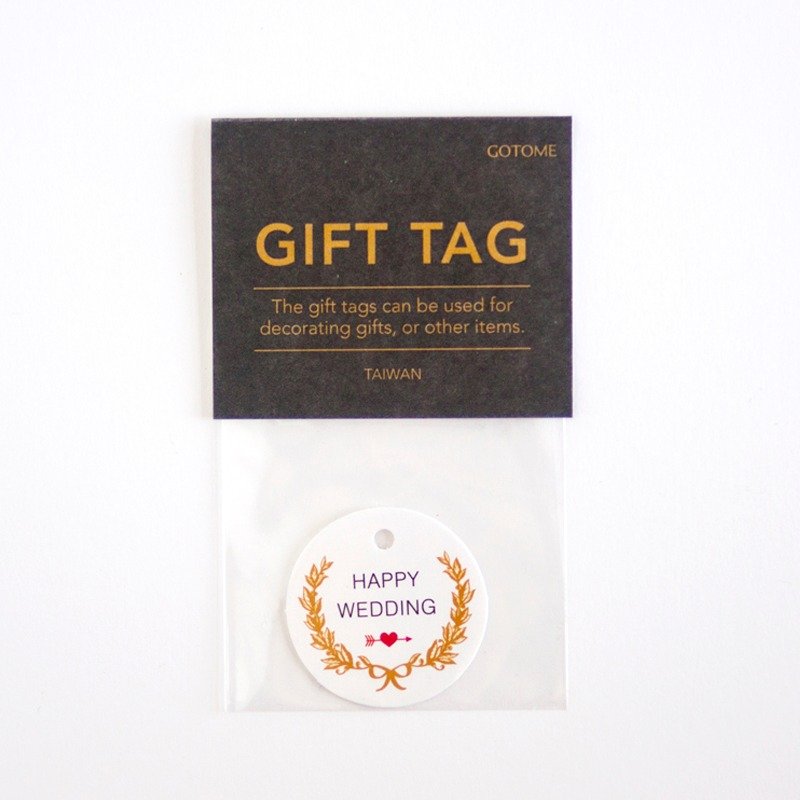 GOTOME
GIFT TAG
The gift tags can be used for
decorating gifts, or other items.
TAIWAN
HAPPY
WEDDING